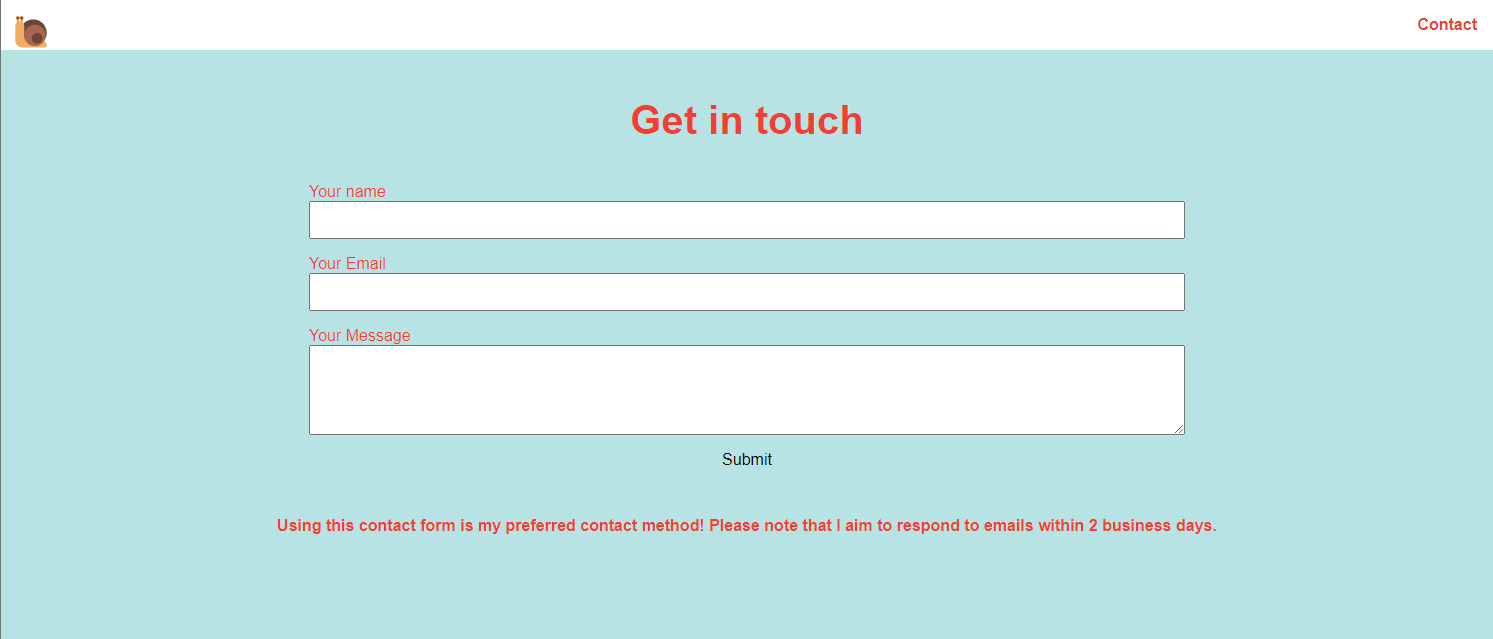 Contact
Get in touch
Your name
Your Email
Your Message
Submit
Using this contact form is my preferred contact method! Please note that I aim to respond to emails within 2 business days.